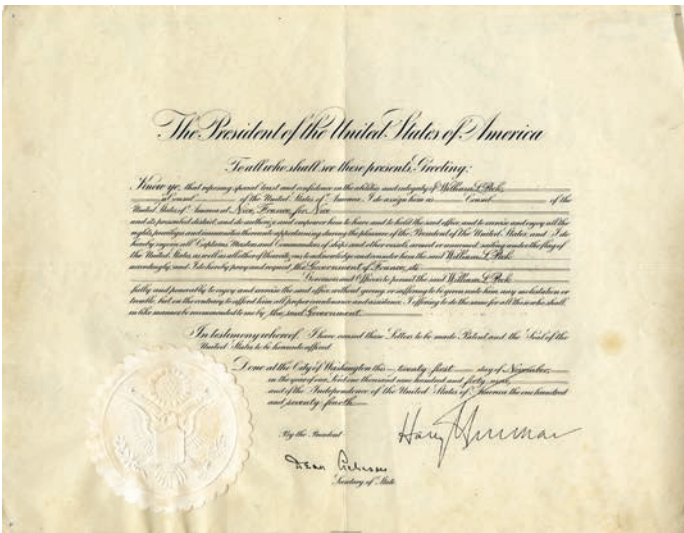 The President of the United States of America
To all who shall see these presents, Greeting:
Know ye, that reposing special trust and confidence in the abilities and integrity of William L. Peck,
a consul of the United States of America, I do assign him as Consul of the
United States of America at Nice, France, for Nice
and its presented district, and do authorize and empower him to have and to hold the said office, and to exercise and enjoy all the
rights, privileges and immunities thereunto appertaining, during the pleasure of the President of the United States, and I do
hereby enjoin all Captains, Masters and Commanders of ships and other vessels, armed or unarmed, sailing under the flag of
the United States, as well as all other of their citizens, to acknowledge and consider him the said William L. Peck
accordingly, and I do hereby pray and request the Government of France, its
Governors and Officers to permit the said William L. Peck
fully and peaceably to enjoy and exercise the said office without giving or suffering to be given unto him, any molestation or
trouble, but on the contrary to afford him all proper countenance and assistance: I offering to do the same for all those who shall
in like manner be recommended to me by the said Government.
In testimony whereof, I have caused these Letters to be made Patent and the Seal of the
United States to be hereunto affixed.
Done at the City of Washington this twenty-first day of November,
in the year of our Lord one thousand nine hundred and forty-nine,
and of the Independence of the United States of America the one hundred
and seventy-fourth.
By the President
Harry S Truman
Dean Acheson
Secretary of State.